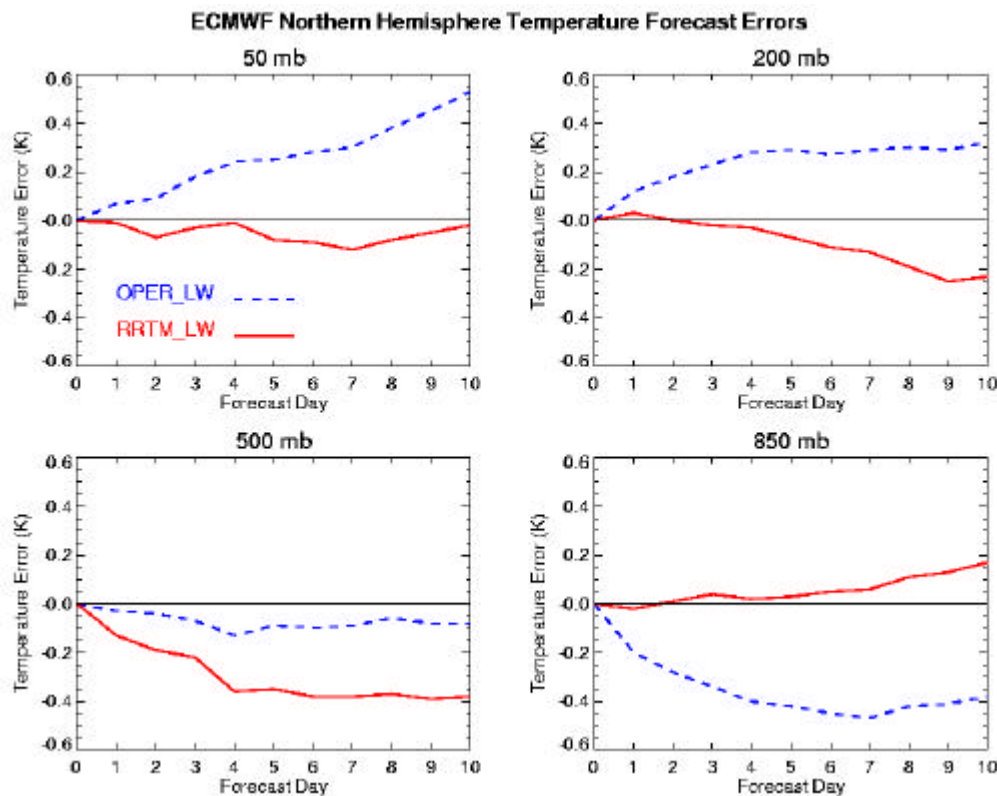 ECMWF Northern Hemisphere Temperature Forecast Errors
50 mb
0.6
0.4
0.2
-0.0
-0.2
-0.4
-0.6
Temperature Error (K)
OPER_LW
RRTM_LW
0 1 2 3 4 5 6 7 8 9 10
Forecast Day
200 mb
0.6
0.4
0.2
-0.0
-0.2
-0.4
-0.6
Temperature Error (K)
0 1 2 3 4 5 6 7 8 9 10
Forecast Day
500 mb
0.6
0.4
0.2
-0.0
-0.2
-0.4
-0.6
Temperature Error (K)
0 1 2 3 4 5 6 7 8 9 10
Forecast Day
850 mb
0.6
0.4
0.2
-0.0
-0.2
-0.4
-0.6
Temperature Error (K)
0 1 2 3 4 5 6 7 8 9 10
Forecast Day